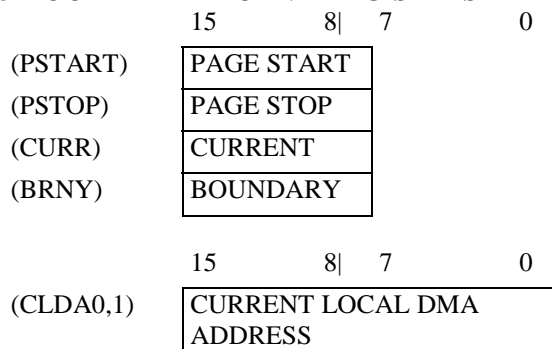 15 8| 7 0
(PSTART) PAGE START
(PSTOP) PAGE STOP
(CURR) CURRENT
(BRNY) BOUNDARY
15 8| 7 0
(CLDA0,1) CURRENT LOCAL DMA
ADDRESS